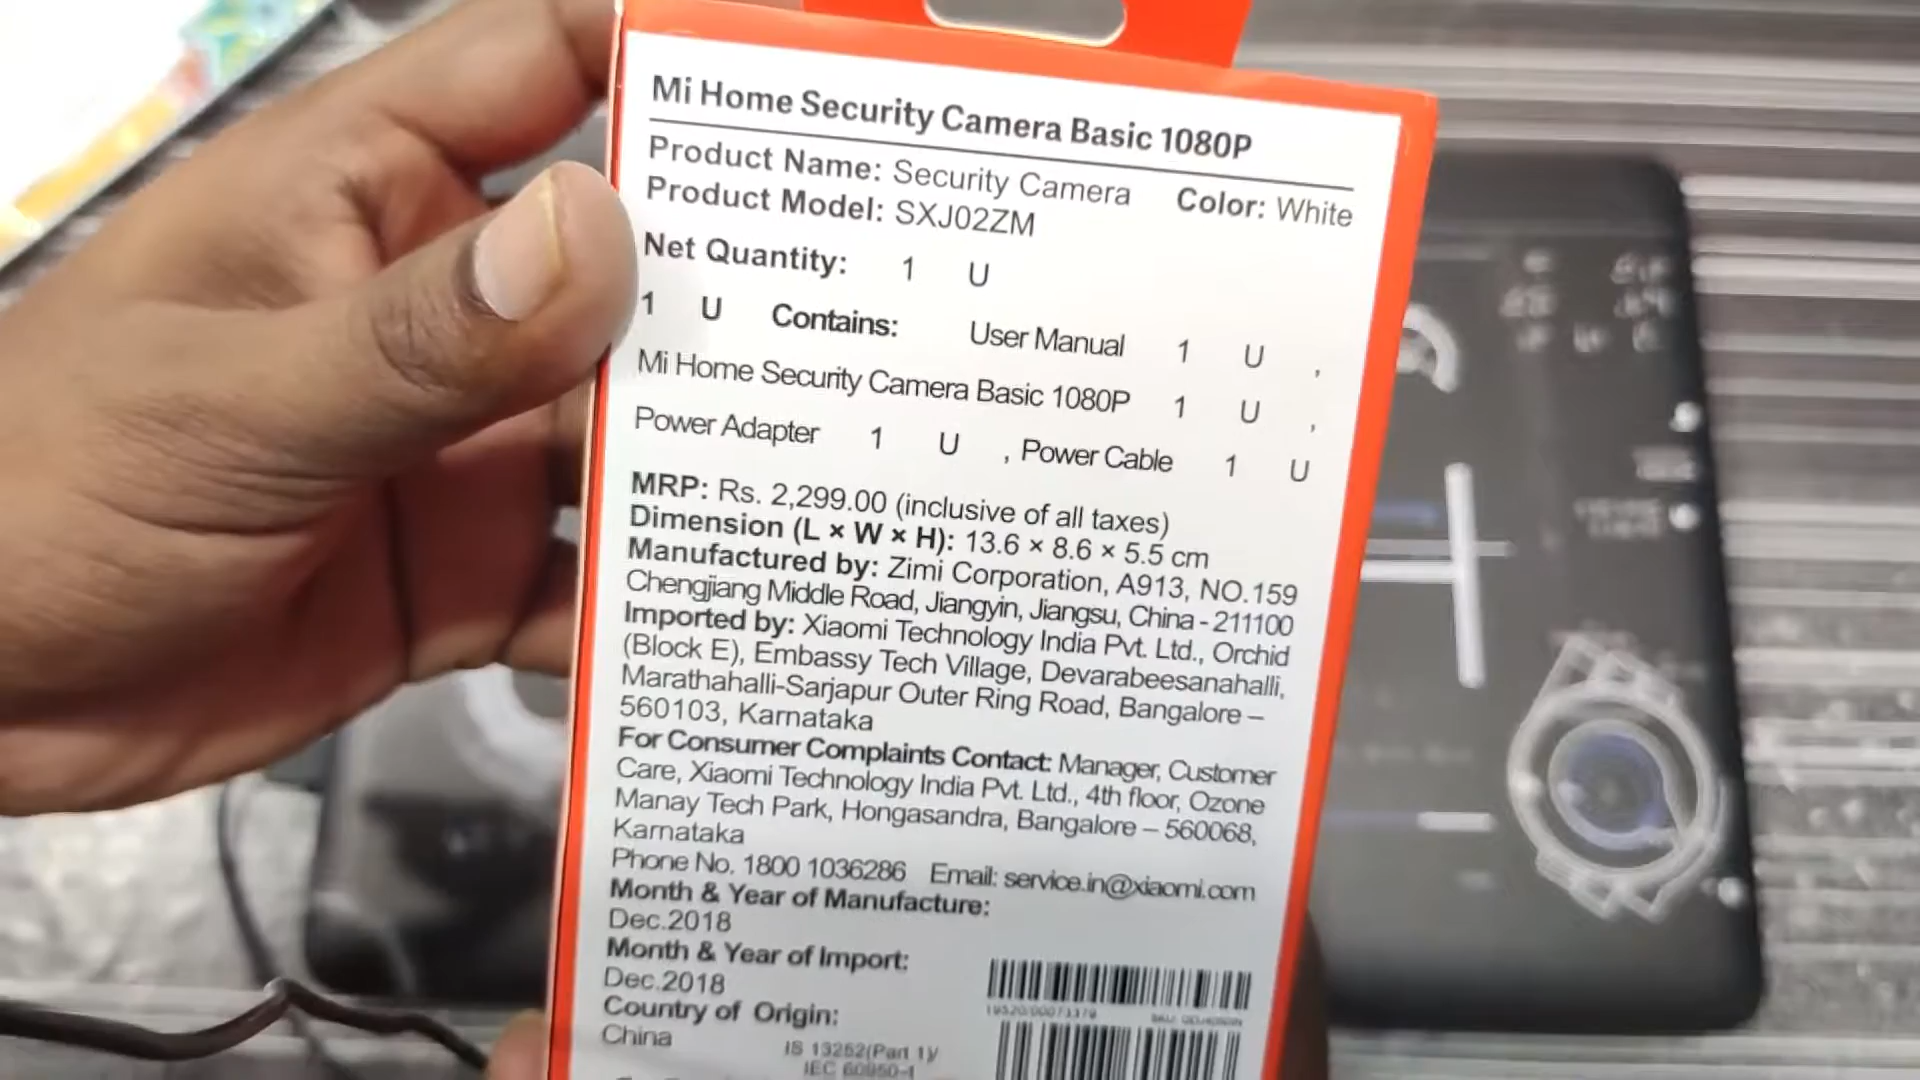 Mi Home Security Camera Basic 1080P
Product Name: Security Camera Color: White
Product Model: SXJ02ZM
Net Quantity: 1 U
1 U Contains: User Manual 1 U ,
Mi Home Security Camera Basic 1080P 1 U ,
Power Adapter 1 U , Power Cable 1 U
MRP: Rs. 2,299.00 (inclusive of all taxes)
Dimension (L × W × H): 13.6 × 8.6 × 5.5 cm
Manufactured by: Zimi Corporation, A913, NO.159
Chengjiang Middle Road, Jiangyin, Jiangsu, China - 211100
Imported by: Xiaomi Technology India Pvt. Ltd., Orchid
(Block E), Embassy Tech Village, Devarabeesanahalli,
Marathahalli-Sarjapur Outer Ring Road, Bangalore –
560103, Karnataka
For Consumer Complaints Contact: Manager, Customer
Care, Xiaomi Technology India Pvt. Ltd., 4th floor, Ozone
Manay Tech Park, Hongasandra, Bangalore – 560068,
Karnataka
Phone No. 1800 1036286 Email: service.in@xiaomi.com
Month & Year of Manufacture:
Dec.2018
Month & Year of Import:
Dec.2018
Country of Origin:
China
IS 13252(Part 1)/
IEC 60950-1